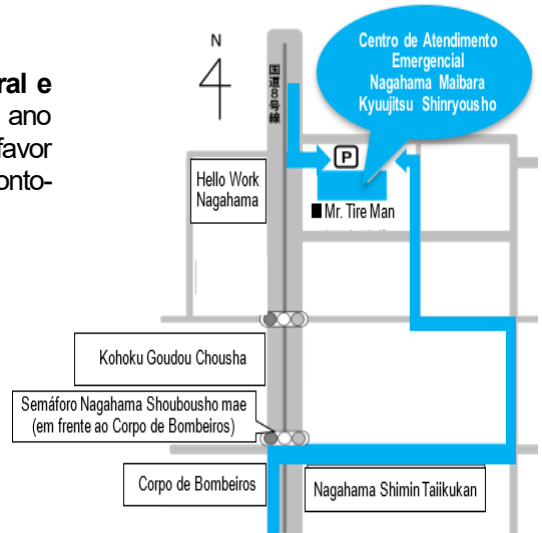 ral e
ano
favor
onto-
N
国道8号線
Centro de Atendimento
Emergencial
Nagahama Maibara
Kyuujitsu Shinryousho
P
Hello Work
Nagahama
■Mr. Tire Man
Kohoku Goudou Chousha
Semáforo Nagahama Shoubousho mae
(em frente ao Corpo de Bombeiros)
Corpo de Bombeiros
Nagahama Shimin Taiikukan